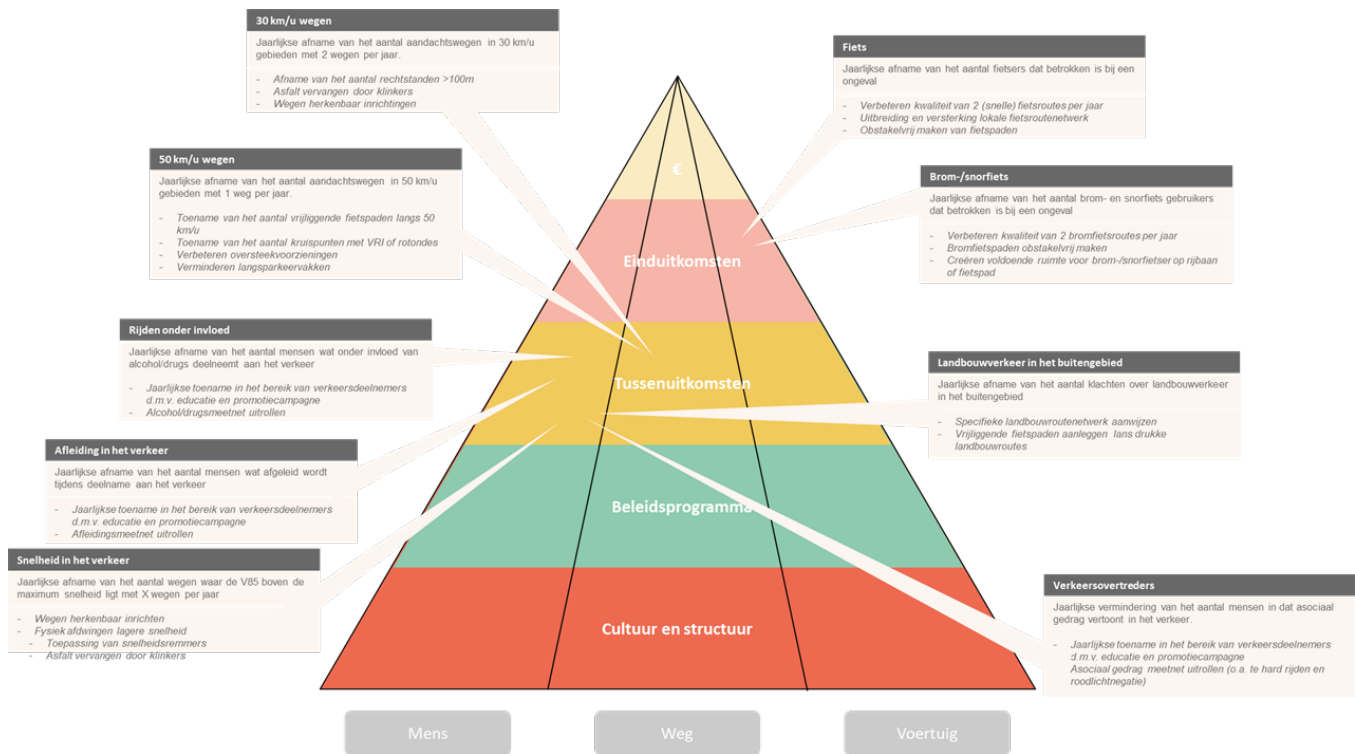 30 km/u wegen
Jaarlijkse afname van het aantal aandachtswegen in 30 km/u
gebieden met 2 wegen per jaar.
- Afname van het aantal rechtstanden >100m
- Asfalt vervangen door klinkers
- Wegen herkenbaar inrichtingen
50 km/u wegen
Jaarlijkse afname van het aantal aandachtswegen in 50 km/u
gebieden met 1 weg per jaar.
- Toename van het aantal vrijliggende fietspaden langs 50
km/u
- Toename van het aantal kruispunten met VRI of rotondes
- Verbeteren oversteekvoorzieningen
- Verminderen langsparkeervakken
Rijden onder invloed
Jaarlijkse afname van het aantal mensen wat onder invloed van
alcohol/drugs deelneemt aan het verkeer
- Jaarlijkse toename in het bereik van verkeersdeelnemers
d.m.v. educatie en promotiecampagne
- Alcohol/drugsmeetnet uitrollen
Afleiding in het verkeer
Jaarlijkse afname van het aantal mensen wat afgeleid wordt
tijdens deelname aan het verkeer
- Jaarlijkse toename in het bereik van verkeersdeelnemers
d.m.v. educatie en promotiecampagne
- Afleidingsmeetnet uitrollen
Snelheid in het verkeer
Jaarlijkse afname van het aantal wegen waar de V85 boven de
maximum snelheid ligt met X wegen per jaar
- Wegen herkenbaar inrichten
- Fysiek afdwingen lagere snelheid
- Toepassing van snelheidsremmers
- Asfalt vervangen door klinkers
€
Einduitkomsten
Tussenuitkomsten
Beleidsprogramma
Cultuur en structuur
Mens
Weg
Voertuig
Fiets
Jaarlijkse afname van het aantal fietsers dat betrokken is bij een
ongeval
- Verbeteren kwaliteit van 2 (snelle) fietsroutes per jaar
- Uitbreiding en versterking lokale fietsroutenetwerk
- Obstakelvrij maken van fietspaden
Brom-/snorfiets
Jaarlijkse afname van het aantal brom- en snorfiets gebruikers
dat betrokken is bij een ongeval
- Verbeteren kwaliteit van 2 bromfietsroutes per jaar
- Bromfietspaden obstakelvrij maken
- Creëren voldoende ruimte voor brom-/snorfietser op rijbaan
of fietspad
Landbouwverkeer in het buitengebied
Jaarlijkse afname van het aantal klachten over landbouwverkeer
in het buitengebied
- Specifieke landbouwroutenetwerk aanwijzen
- Vrijliggende fietspaden aanleggen lans drukke
landbouwroutes
Verkeersovertreders
Jaarlijkse vermindering van het aantal mensen in dat asociaal
gedrag vertoont in het verkeer.
- Jaarlijkse toename in het bereik van verkeersdeelnemers
d.m.v. educatie en promotiecampagne
- Asociaal gedrag meetnet uitrollen (o.a. te hard rijden en
roodlichtnegatie)